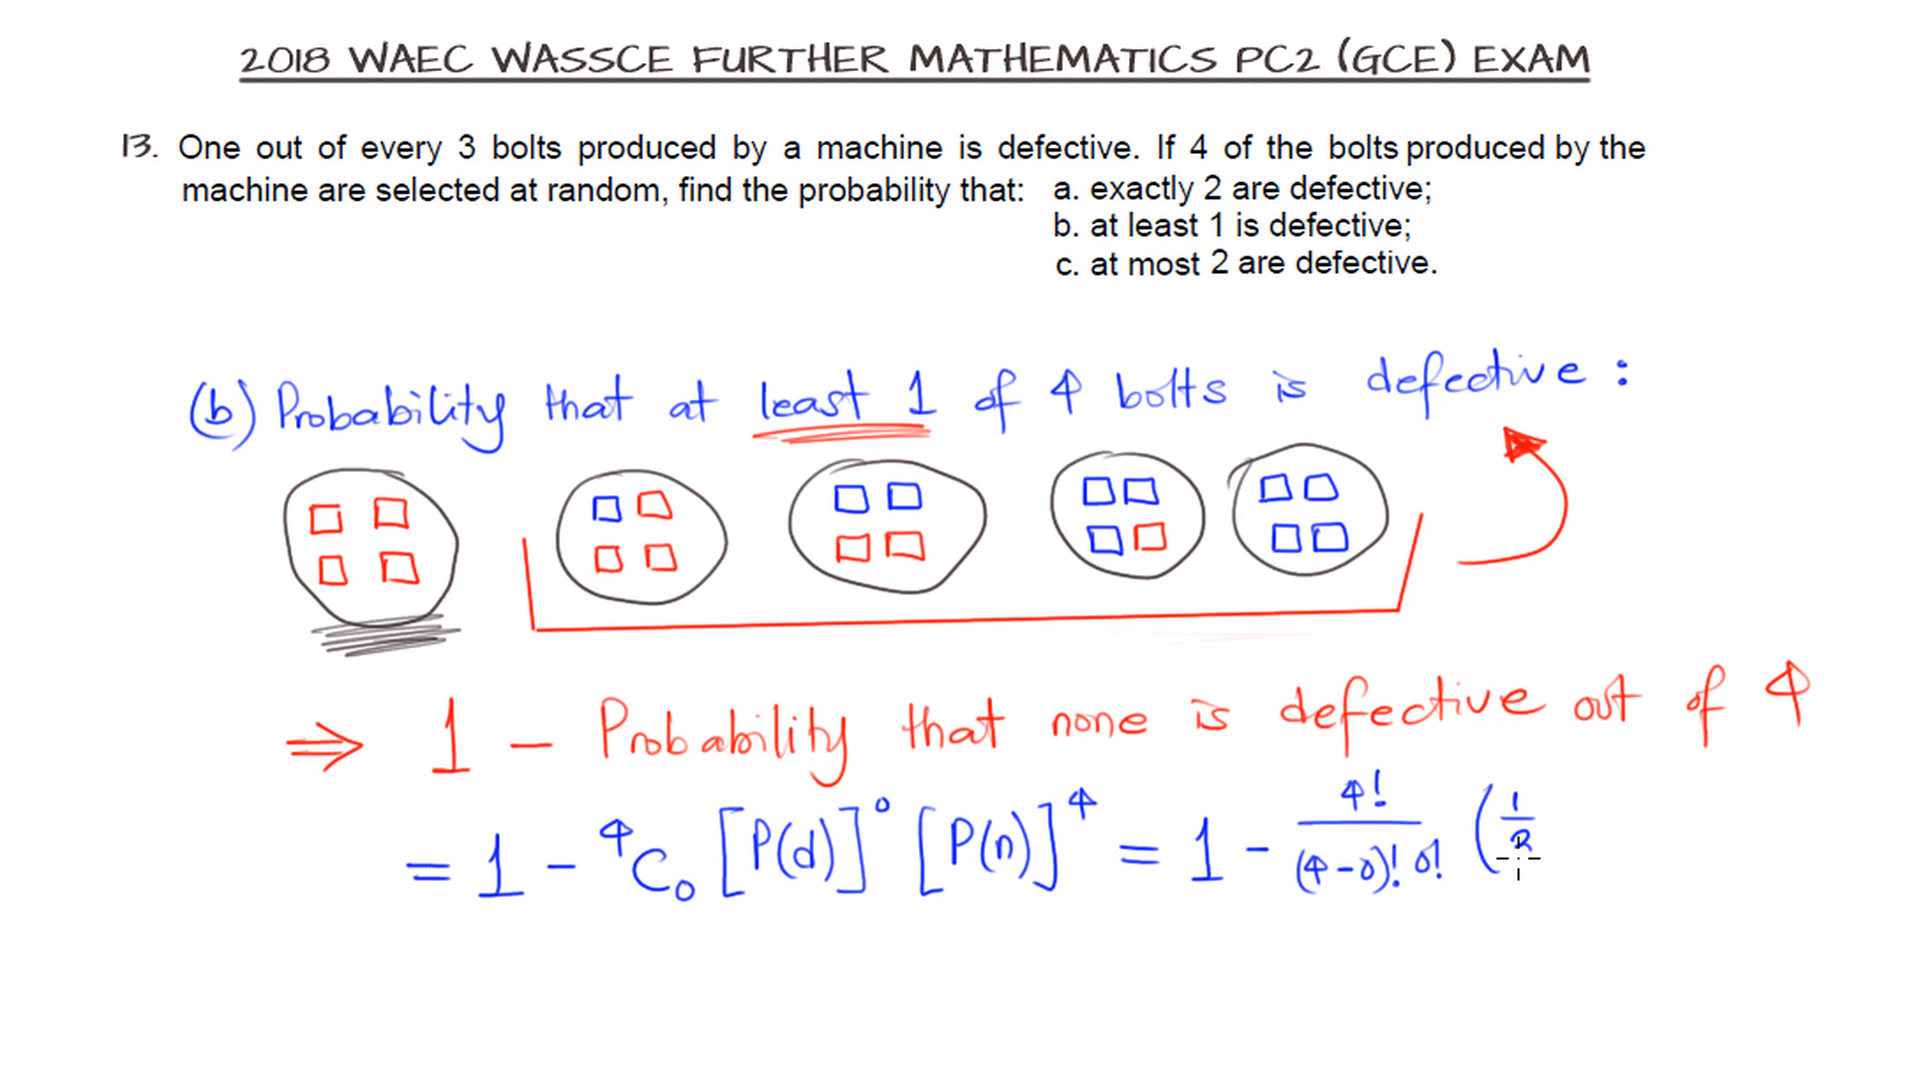 2018 WAEC WASSCE FURTHER MATHEMATICS PC2 (GCE) EXAM
13. One out of every 3 bolts produced by a machine is defective. If 4 of the bolts produced by the
machine are selected at random, find the probability that: a. exactly 2 are defective;
b. at least 1 is defective;
c. at most 2 are defective.
(b) Probability that at least 1 of 4 bolts is defective :
⇒ 1 - Probability that none is defective out of 4
= 1 - ⁴C₀ [P(d)]⁰ [P(n)]⁴ = 1 - 4!/(4-0)! 0! (1/